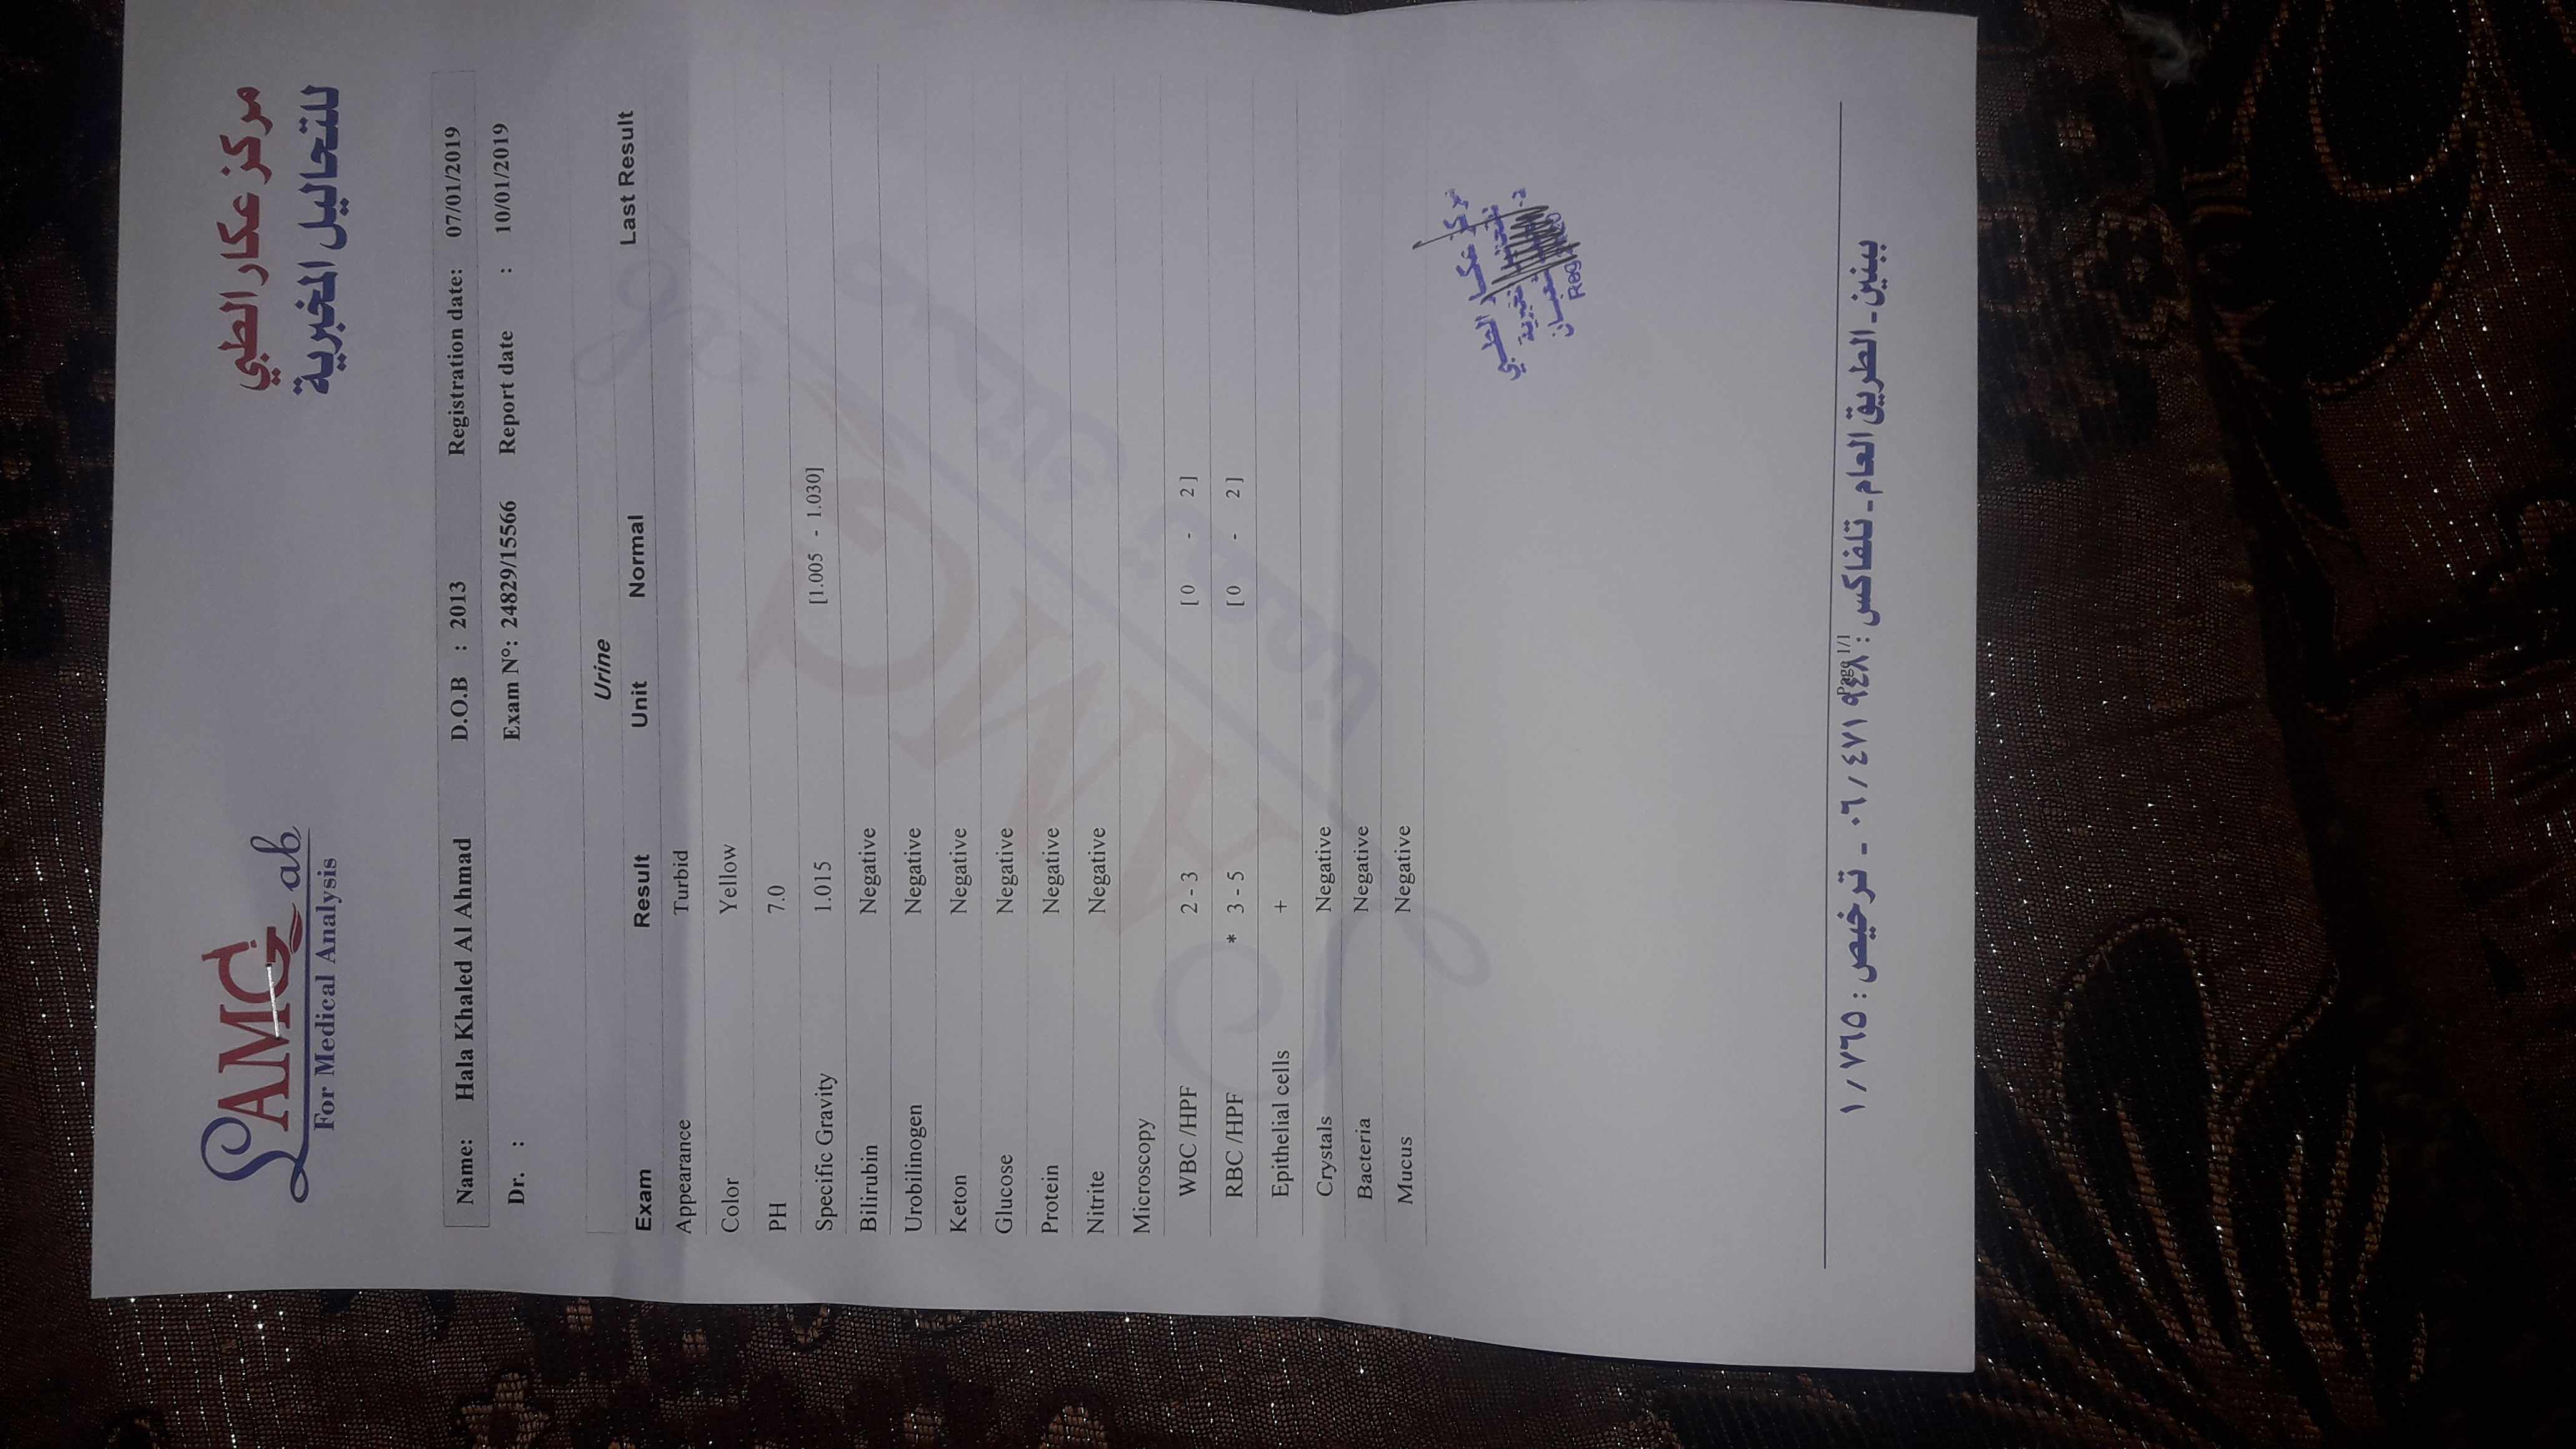 LAMC Lab
For Medical Analysis
مركز عكار الطبي
للتحاليل المخبرية
Name: Hala Khaled Al Ahmad D.O.B : 2013 Registration date: 07/01/2019
Dr. : Exam N°: 24829/15566 Report date : 10/01/2019
Urine
Exam Result Unit Normal Last Result
Appearance Turbid
Color Yellow
PH 7.0
Specific Gravity 1.015 [1.005 - 1.030]
Bilirubin Negative
Urobilinogen Negative
Keton Negative
Glucose Negative
Protein Negative
Nitrite Negative
Microscopy
WBC /HPF 2 - 3 [ 0 - 2 ]
RBC /HPF * 3 - 5 [ 0 - 2 ]
Epithelial cells +
Crystals Negative
Bacteria Negative
Mucus Negative
مركز عكار الطبي
Page 1/1
ببنين - الطريق العام - تلفاكس : ٠٦ / ٤٧١ ٩٤٨ - ترخيص : ١ / ٧٦٥